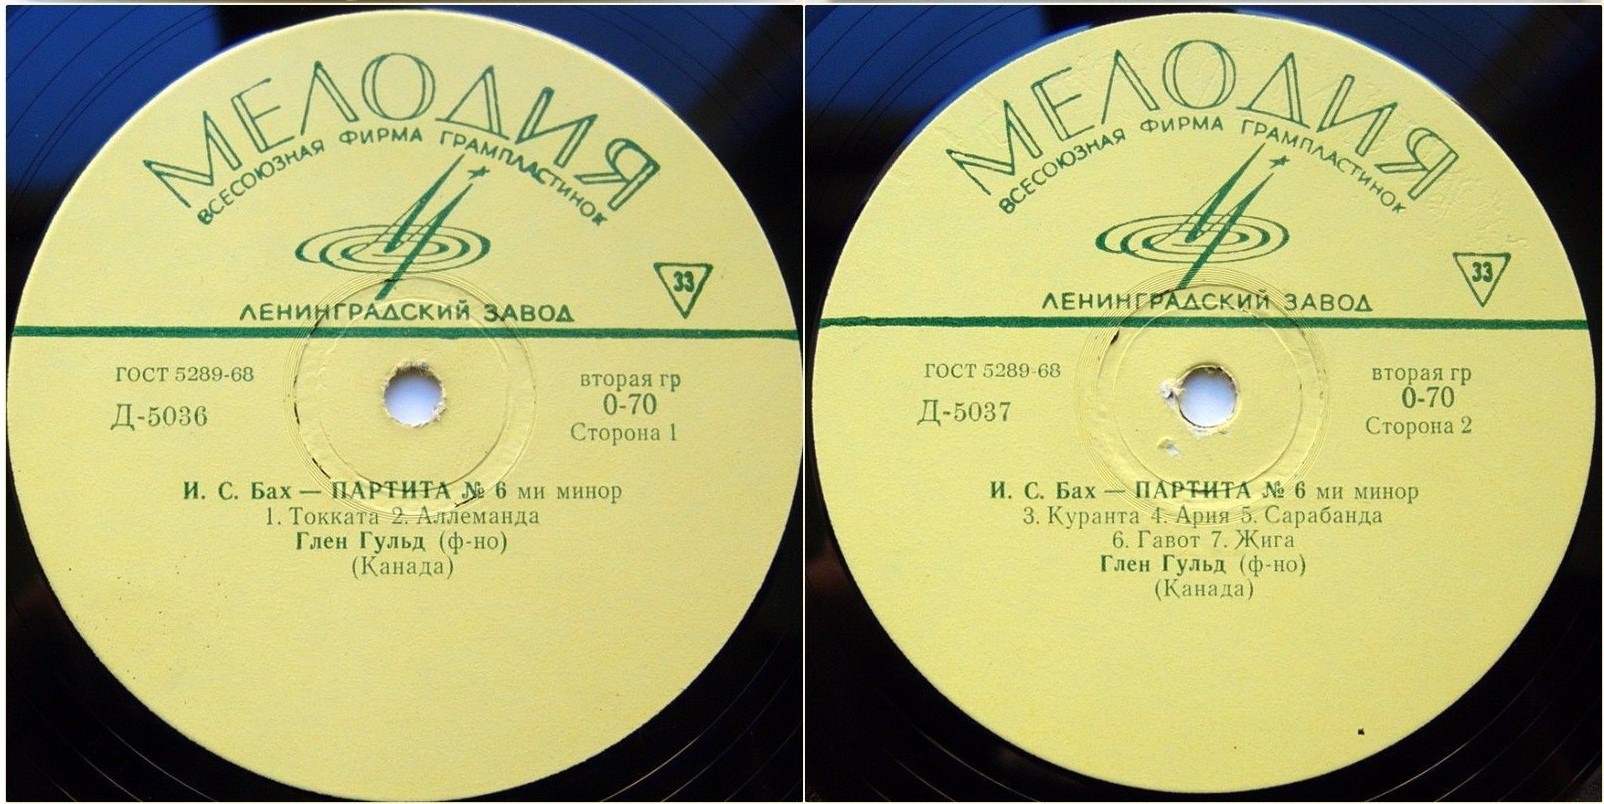 МЕЛОДИЯ
ВСЕСОЮЗНАЯ ФИРМА ГРАМПЛАСТИНОК
33
ЛЕНИНГРАДСКИЙ ЗАВОД
ГОСТ 5289-68
Д-5036
вторая гр
0-70
Сторона 1
И. С. Бах — ПАРТИТА № 6 ми минор
1. Токката 2. Аллеманда
Глен Гульд (ф-но)
(Канада)
МЕЛОДИЯ
ВСЕСОЮЗНАЯ ФИРМА ГРАМПЛАСТИНОК
33
ЛЕНИНГРАДСКИЙ ЗАВОД
ГОСТ 5289-68
Д-5037
вторая гр
0-70
Сторона 2
И. С. Бах — ПАРТИТА № 6 ми минор
3. Куранта 4. Ария 5. Сарабанда
6. Гавот 7. Жига
Глен Гульд (ф-но)
(Канада)